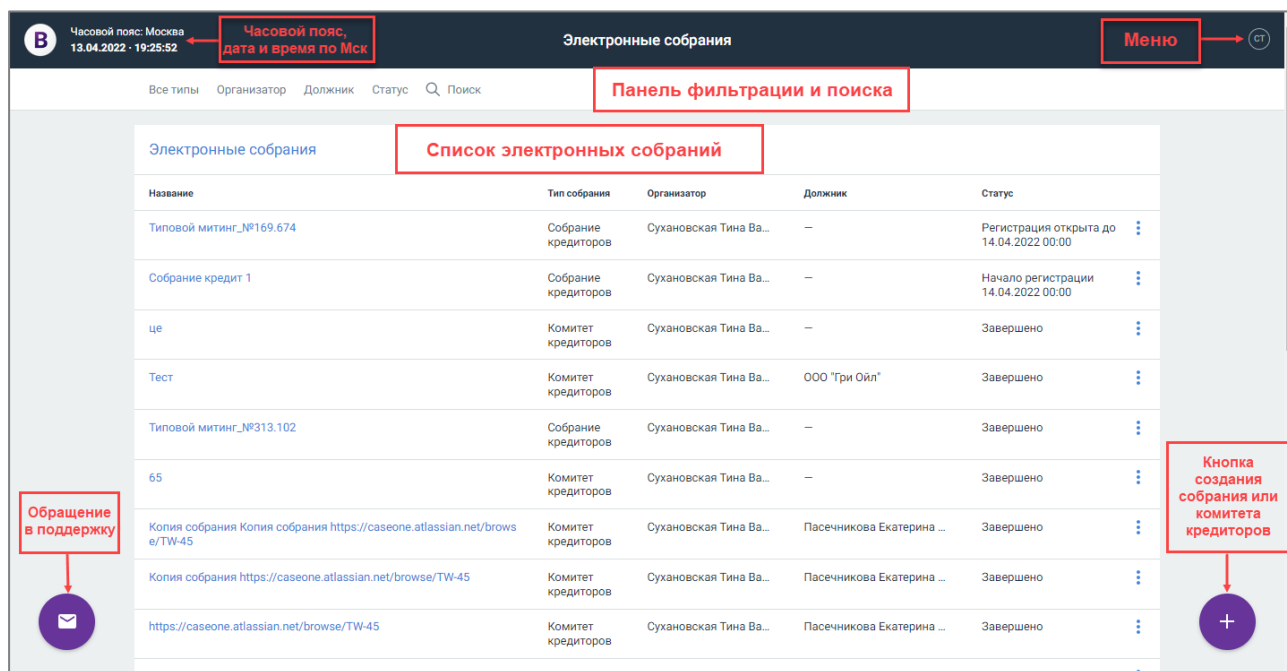 B
Часовой пояс: Москва
13.04.2022 · 19:25:52
Часовой пояс,
дата и время по Мск
Электронные собрания
Меню
СТ
Все типы Организатор Должник Статус Поиск
Панель фильтрации и поиска
Электронные собрания
Список электронных собраний
Название Тип собрания Организатор Должник Статус
Типовой митинг_№169.674 Собрание Сухановская Тина Ва... — Регистрация открыта до
кредиторов 14.04.2022 00:00
Собрание кредит 1 Собрание Сухановская Тина Ва... — Начало регистрации
кредиторов 14.04.2022 00:00
це Комитет Сухановская Тина Ва... — Завершено
кредиторов
Тест Комитет Сухановская Тина Ва... ООО "Гри Ойл" Завершено
кредиторов
Типовой митинг_№313.102 Собрание Сухановская Тина Ва... — Завершено
кредиторов
65 Комитет Сухановская Тина Ва... — Завершено
кредиторов
Копия собрания Копия собрания https://caseone.atlassian.net/brows Комитет Сухановская Тина Ва... Пасечникова Екатерина ... Завершено
e/TW-45 кредиторов
Копия собрания https://caseone.atlassian.net/browse/TW-45 Комитет Сухановская Тина Ва... Пасечникова Екатерина ... Завершено
кредиторов
https://caseone.atlassian.net/browse/TW-45 Комитет Сухановская Тина Ва... Пасечникова Екатерина ... Завершено
кредиторов
Обращение
в поддержку
Кнопка
создания
собрания или
комитета
кредиторов